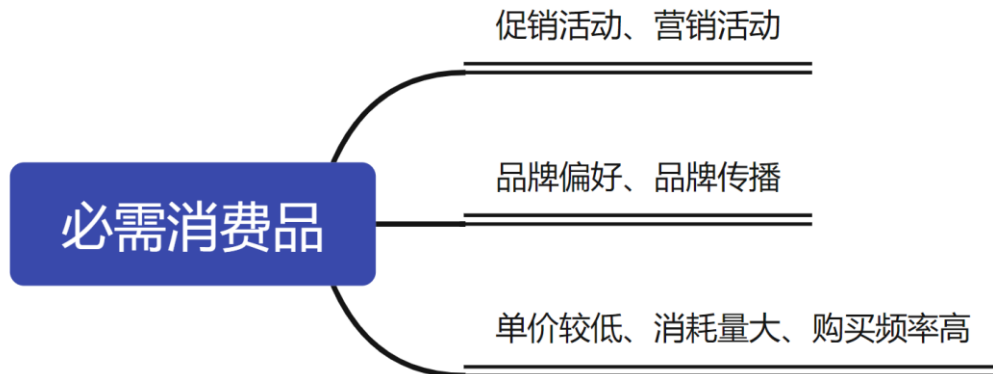 促销活动、营销活动
品牌偏好、品牌传播
必需消费品
单价较低、消耗量大、购买频率高